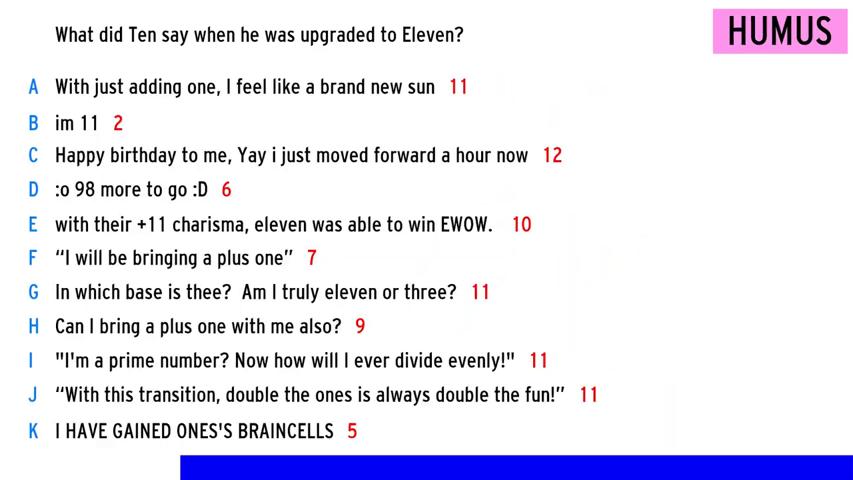 What did Ten say when he was upgraded to Eleven?
HUMUS
A With just adding one, I feel like a brand new sun 11
B im 11 2
C Happy birthday to me, Yay i just moved forward a hour now 12
D :o 98 more to go :D 6
E with their +11 charisma, eleven was able to win EWOW. 10
F “I will be bringing a plus one” 7
G In which base is thee? Am I truly eleven or three? 11
H Can I bring a plus one with me also? 9
I "I'm a prime number? Now how will I ever divide evenly!" 11
J “With this transition, double the ones is always double the fun!” 11
K I HAVE GAINED ONES'S BRAINCELLS 5